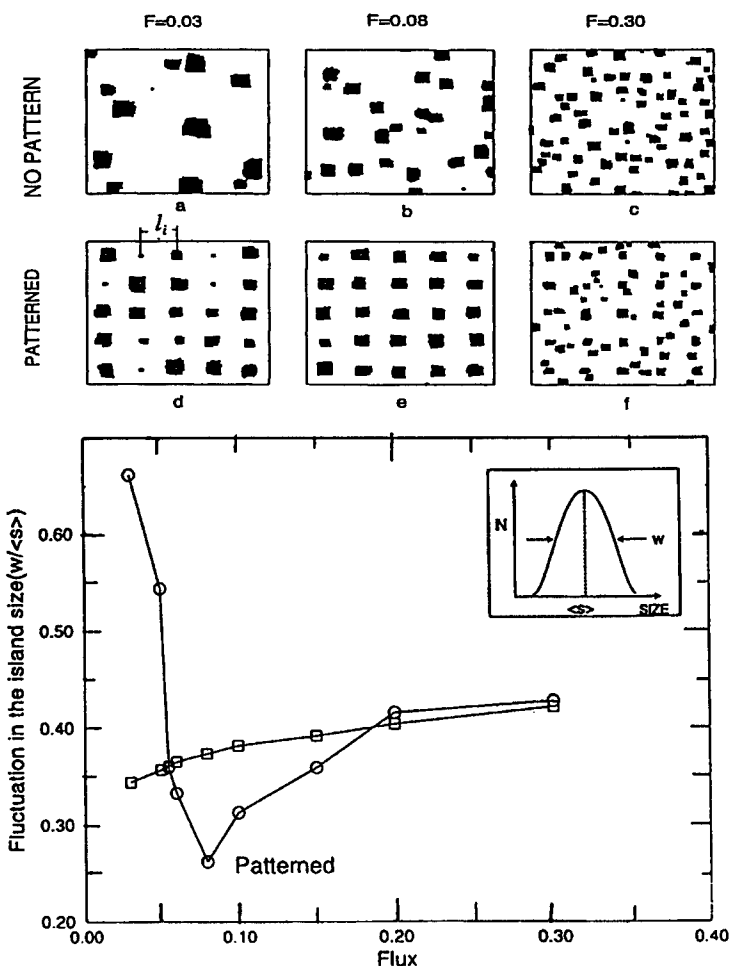 F=0.03 F=0.08 F=0.30
NO PATTERN
a b c
l_i
PATTERNED
d e f
Fluctuation in the island size(w/<s>)
0.60
0.50
0.40
0.30
0.20
N
W
<S> SIZE
Patterned
0.00 0.10 0.20 0.30 0.40
Flux